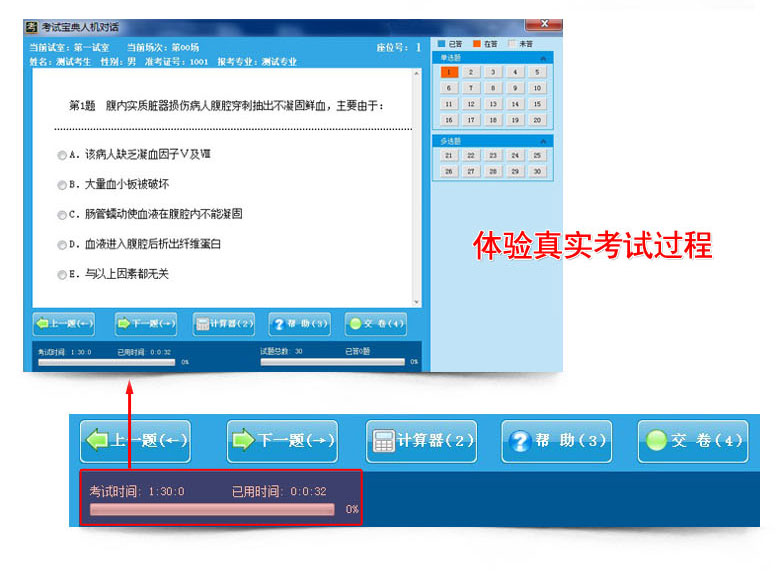 考试宝典人机对话
当前试室：第一试室 当前场次：第00场 座位号： 1
姓名：测试考生 性别：男 准考证号：1001 报考专业：测试专业
已答 在答 未答
单选题
1 2 3 4 5
6 7 8 9 10
11 12 13 14 15
16 17 18 19 20
多选题
21 22 23 24 25
26 27 28 29 30
第1题 腹内实质脏器损伤病人腹腔穿刺抽出不凝固鲜血，主要由于：
A．该病人缺乏凝血因子Ⅴ及Ⅷ
B．大量血小板被破坏
C．肠管蠕动使血液在腹腔内不能凝固
D．血液进入腹腔后析出纤维蛋白
E．与以上因素都无关
体验真实考试过程
上一题(←) 下一题(→) 计算器(2) 帮 助(3) 交 卷(4)
考试时间: 1:30:0 已用时间: 0:0:32 试题总数: 30 已答0题
0% 0%
上一题(←) 下一题(→) 计算器(2) 帮 助(3) 交 卷(4)
考试时间: 1:30:0 已用时间: 0:0:32
0%